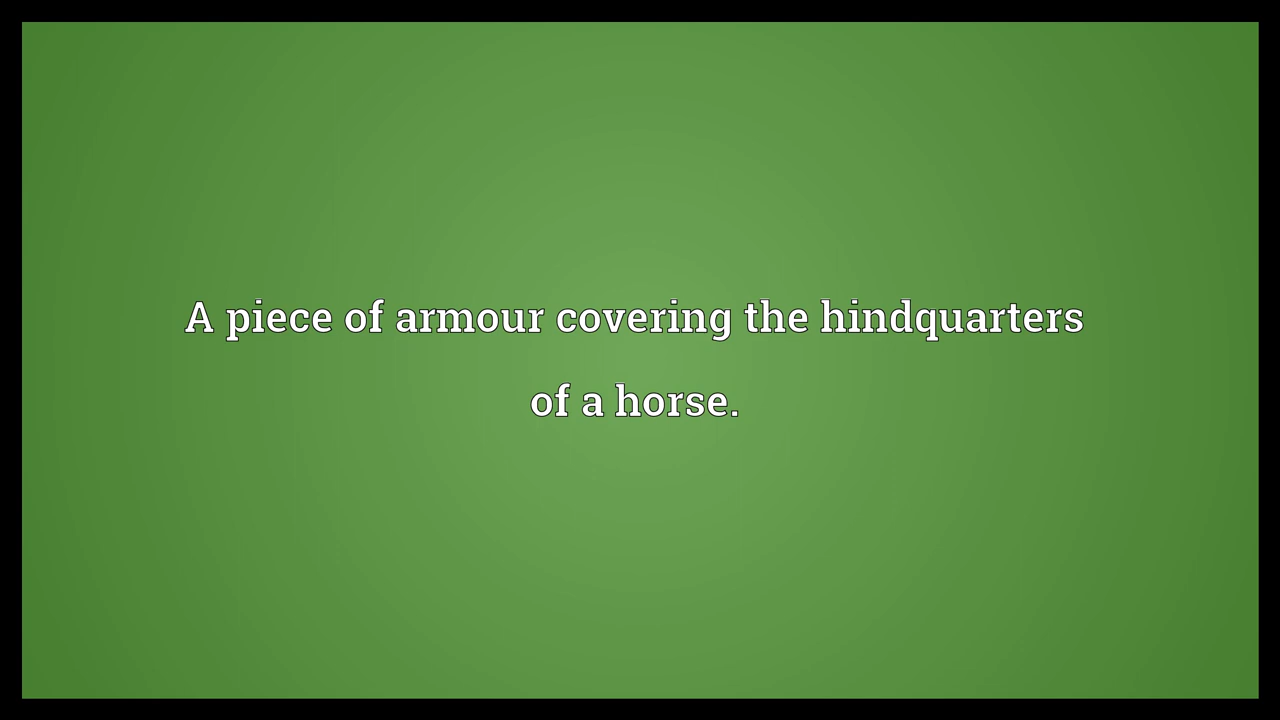 A piece of armour covering the hindquarters
of a horse.